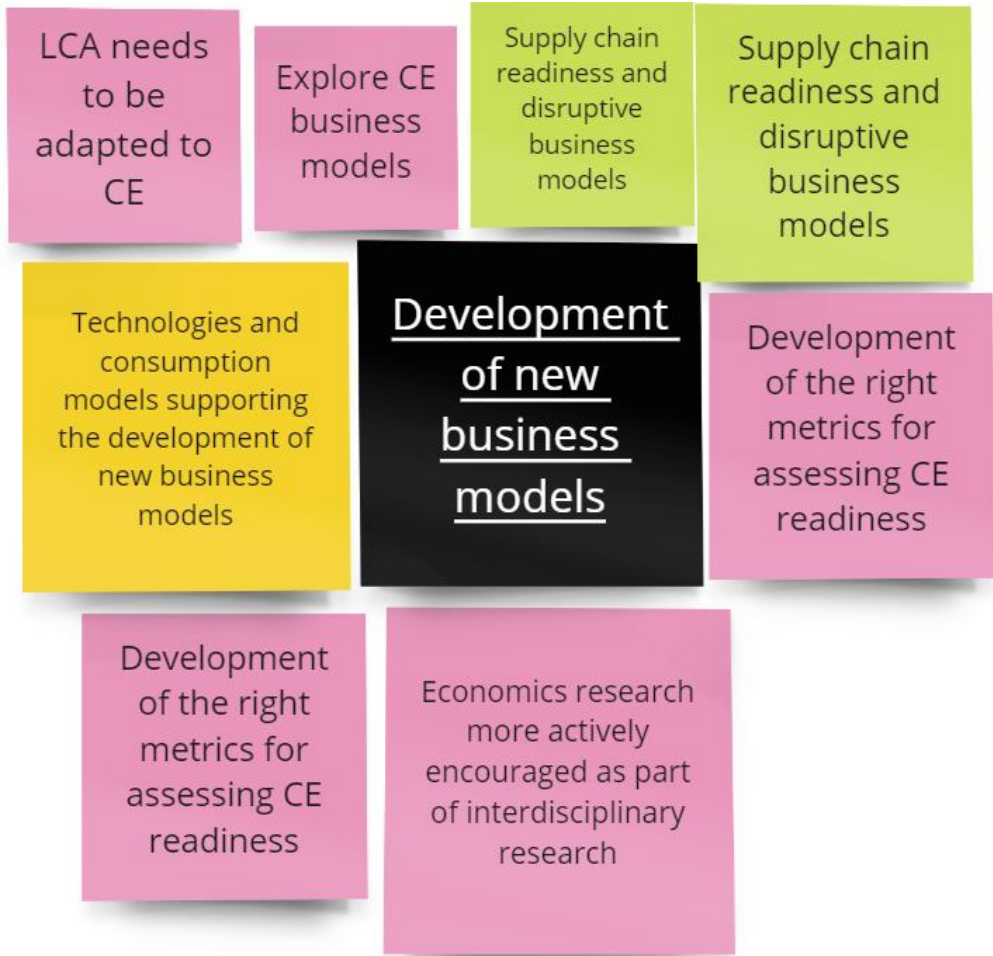 LCA needs
to be
adapted to
CE
Explore CE
business
models
Supply chain
readiness and
disruptive
business
models
Supply chain
readiness and
disruptive
business
models
Technologies and
consumption
models supporting
the development of
new business
models
Development
of new
business
models
Development
of the right
metrics for
assessing CE
readiness
Development
of the right
metrics for
assessing CE
readiness
Economics research
more actively
encouraged as part
of interdisciplinary
research